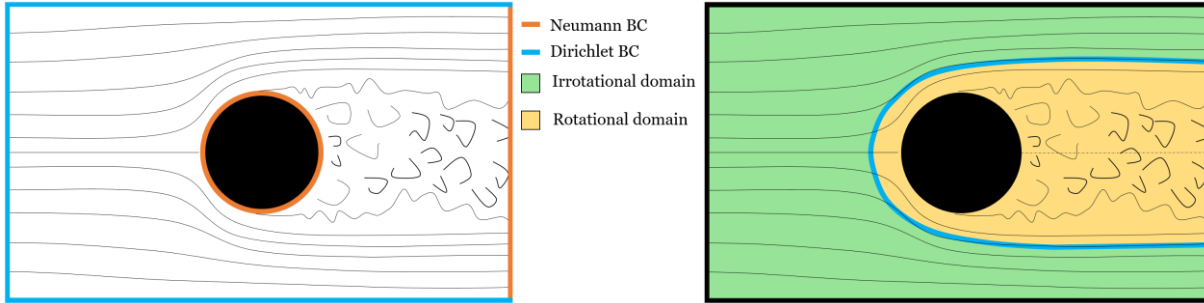 Neumann BC
Dirichlet BC
Irrotational domain
Rotational domain